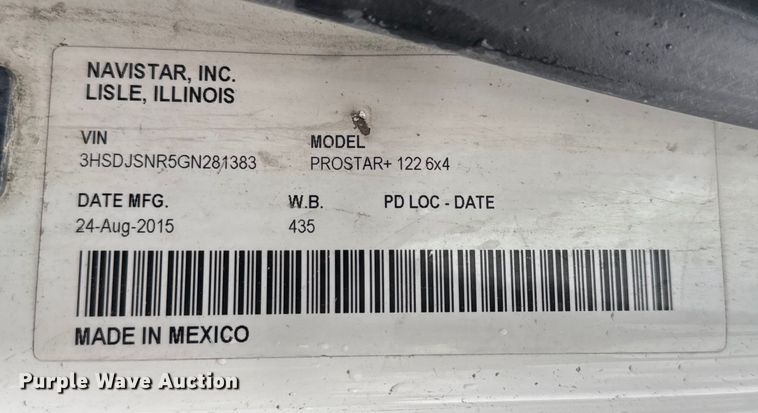 NAVISTAR, INC.
LISLE, ILLINOIS
VIN MODEL
3HSDJSNR5GN281383 PROSTAR+ 122 6x4
DATE MFG. W.B. PD LOC - DATE
24-Aug-2015 435
MADE IN MEXICO
Purple Wave Auction